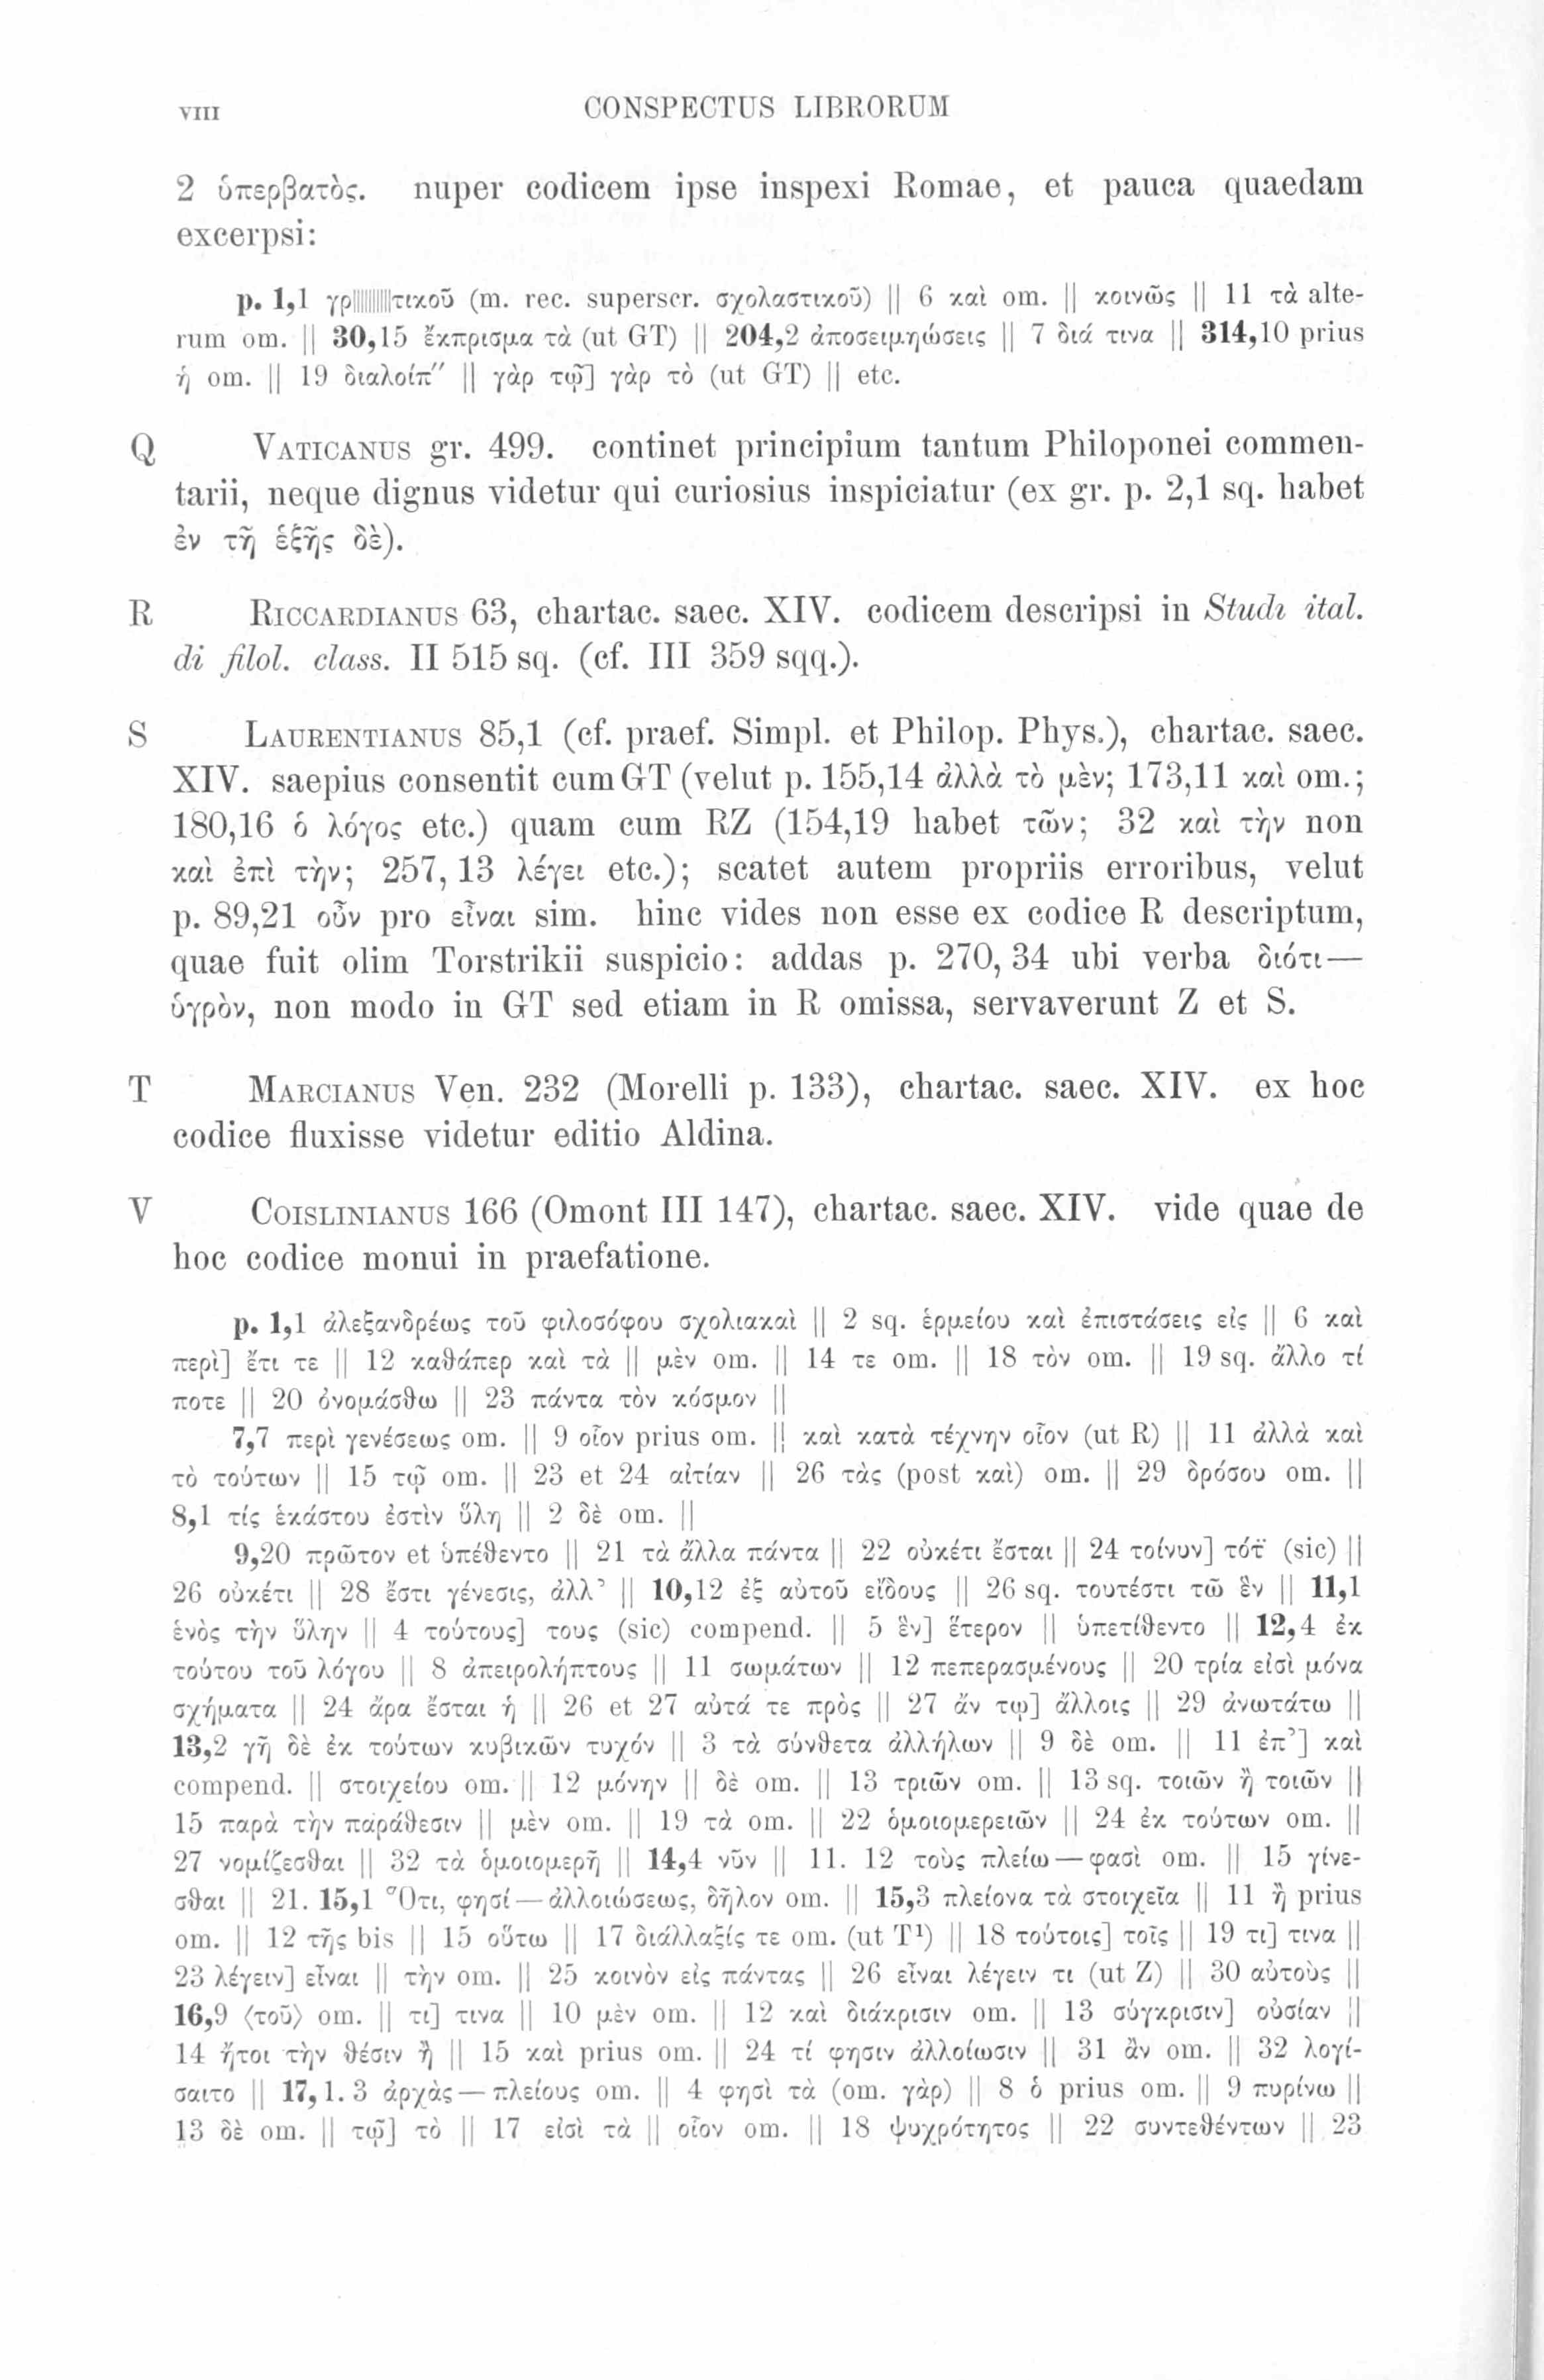 VIII CONSPECTUS LIBRORUM
2 ὑπερβατὸς. nuper codicem ipse inspexi Romae, et pauca quaedam
excerpsi:
p. 1,1 γρ||||||||||τικοῦ (m. rec. superscr. σχολαστικοῦ) || 6 καὶ om. || κοινῶς || 11 τὰ alte-
rum om. || 30,15 ἔκπρισμα τὰ (ut GT) || 204,2 ἀποσειμηώσεις || 7 διά τινα || 314,10 prius
ἡ om. || 19 διαλοίπ″ || γὰρ τῷ] γὰρ τὸ (ut GT) || etc.
Q VATICANUS gr. 499. continet principium tantum Philoponei commen-
tarii, neque dignus videtur qui curiosius inspiciatur (ex gr. p. 2,1 sq. habet
ἐν τῆ ἑξῆς δὲ).
R RICCARDIANUS 63, chartac. saec. XIV. codicem descripsi in Studi ital.
di filol. class. II 515 sq. (cf. III 359 sqq.).
S LAURENTIANUS 85,1 (cf. praef. Simpl. et Philop. Phys.), chartac. saec.
XIV. saepius consentit cum GT (velut p. 155,14 ἀλλὰ τὸ μὲν; 173,11 καὶ om.;
180,16 ὁ λόγος etc.) quam cum RZ (154,19 habet τῶν; 32 καὶ τὴν non
καὶ ἐπὶ τὴν; 257, 13 λέγει etc.); scatet autem propriis erroribus, velut
p. 89,21 οὖν pro εἶναι sim. hinc vides non esse ex codice R descriptum,
quae fuit olim Torstrikii suspicio: addas p. 270, 34 ubi verba διότι—
ὑγρὸν, non modo in GT sed etiam in R omissa, servaverunt Z et S.
T MARCIANUS Ven. 232 (Morelli p. 133), chartac. saec. XIV. ex hoc
codice fluxisse videtur editio Aldina.
V COISLINIANUS 166 (Omont III 147), chartac. saec. XIV. vide quae de
hoc codice monui in praefatione.
p. 1,1 ἀλεξανδρέως τοῦ φιλοσόφου σχολιακαὶ || 2 sq. ἑρμείου καὶ ἐπιστάσεις εἰς || 6 καὶ
περὶ] ἔτι τε || 12 καθάπερ καὶ τὰ || μὲν om. || 14 τε om. || 18 τὸν om. || 19 sq. ἄλλο τί
ποτε || 20 ὀνομάσθω || 23 πάντα τὸν κόσμον ||
7,7 περὶ γενέσεως om. || 9 οἷον prius om. || καὶ κατὰ τέχνην οἷον (ut R) || 11 ἀλλὰ καὶ
τὸ τούτων || 15 τῷ om. || 23 et 24 αἰτίαν || 26 τὰς (post καὶ) om. || 29 δρόσου om. ||
8,1 τίς ἑκάστου ἐστὶν ὕλη || 2 δὲ om. ||
9,20 πρῶτον et ὑπέθεντο || 21 τὰ ἄλλα πάντα || 22 οὐκέτι ἔσται || 24 τοίνυν] τότ̈ (sic) ||
26 οὐκέτι || 28 ἔστι γένεσις, ἀλλ’ || 10,12 ἐξ αὐτοῦ εἴδους || 26 sq. τουτέστι τῶ ἓν || 11,1
ἑνὸς τὴν ὕλην || 4 τούτους] τους (sic) compend. || 5 ἓν] ἕτερον || ὑπετίθεντο || 12,4 ἐκ
τούτου τοῦ λόγου || 8 ἀπειρολήπτους || 11 σωμάτων || 12 πεπερασμένους || 20 τρία εἰσὶ μόνα
σχήματα || 24 ἄρα ἔσται ἡ || 26 et 27 αὐτά τε πρὸς || 27 ἄν τῳ] ἄλλοις || 29 ἀνωτάτω ||
13,2 γῆ δὲ ἐκ τούτων κυβικῶν τυχόν || 3 τὰ σύνθετα ἀλλήλων || 9 δὲ om. || 11 ἐπ’] καὶ
compend. || στοιχείου om. || 12 μόνην || δὲ om. || 13 τριῶν om. || 13 sq. τοιῶν ἢ τοιῶν ||
15 παρὰ τὴν παράθεσιν || μὲν om. || 19 τὰ om. || 22 ὁμοιομερειῶν || 24 ἐκ τούτων om. ||
27 νομίζεσθαι || 32 τὰ ὁμοιομερῆ || 14,4 νῦν || 11. 12 τοὺς πλείω—φασὶ om. || 15 γίνε-
σθαι || 21. 15,1 Ὅτι, φησί—ἀλλοιώσεως, δῆλον om. || 15,3 πλείονα τὰ στοιχεῖα || 11 ἢ prius
om. || 12 τῆς bis || 15 οὕτω || 17 διάλλαξίς τε om. (ut T¹) || 18 τούτοις] τοῖς || 19 τι] τινα ||
23 λέγειν] εἶναι || τὴν om. || 25 κοινὸν εἰς πάντας || 26 εἶναι λέγειν τι (ut Z) || 30 αὐτοὺς ||
16,9 ⟨τοῦ⟩ om. || τι] τινα || 10 μὲν om. || 12 καὶ διάκρισιν om. || 13 σύγκρισιν] οὐσίαν ||
14 ἤτοι τὴν θέσιν ἢ || 15 καὶ prius om. || 24 τί φησιν ἀλλοίωσιν || 31 ἂν om. || 32 λογί-
σαιτο || 17,1. 3 ἀρχὰς—πλείους om. || 4 φησὶ τὰ (om. γὰρ) || 8 ὁ prius om. || 9 πυρίνω ||
13 δὲ om. || τῷ] τὸ || 17 εἰσὶ τὰ || οἷον om. || 18 ψυχρότητος || 22 συντεθέντων || 23